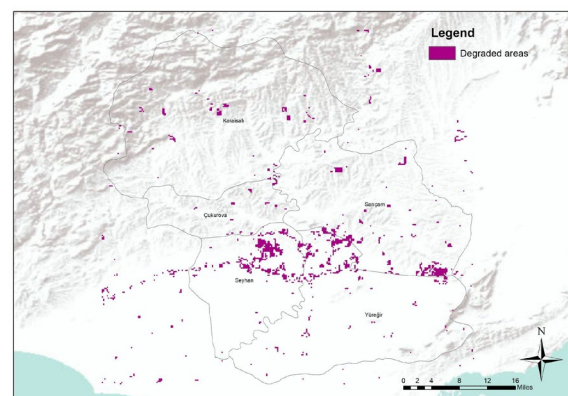 Legend
Degraded areas
Karaisalı
Çukurova
Sarıçam
Seyhan
Yüreğir
N
0 2 4 8 12 16
Miles